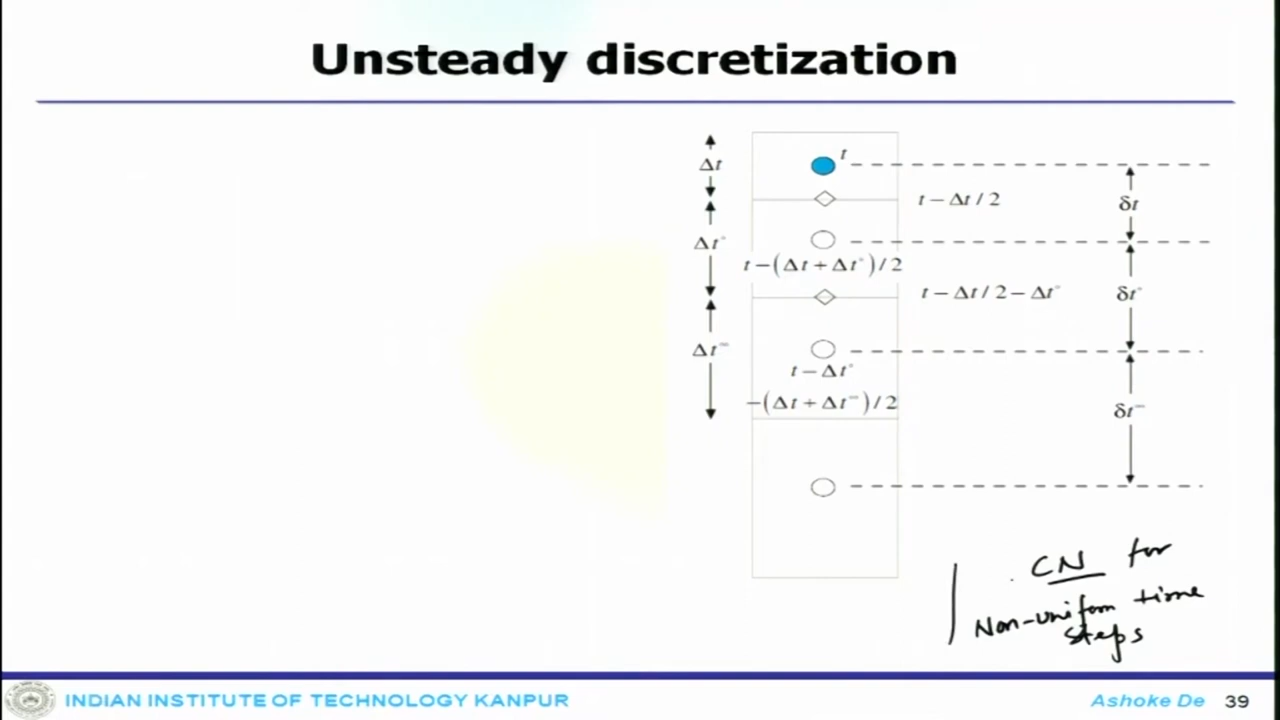 Unsteady discretization
Δt
t
t − Δt / 2
δt
Δt°
t − (Δt + Δt°) / 2
t − Δt / 2 − Δt°
δt°
Δt°°
t − Δt°
− (Δt + Δt°°) / 2
δt°°
CN for
Non-uniform time
steps
INDIAN INSTITUTE OF TECHNOLOGY KANPUR
Ashoke De 39